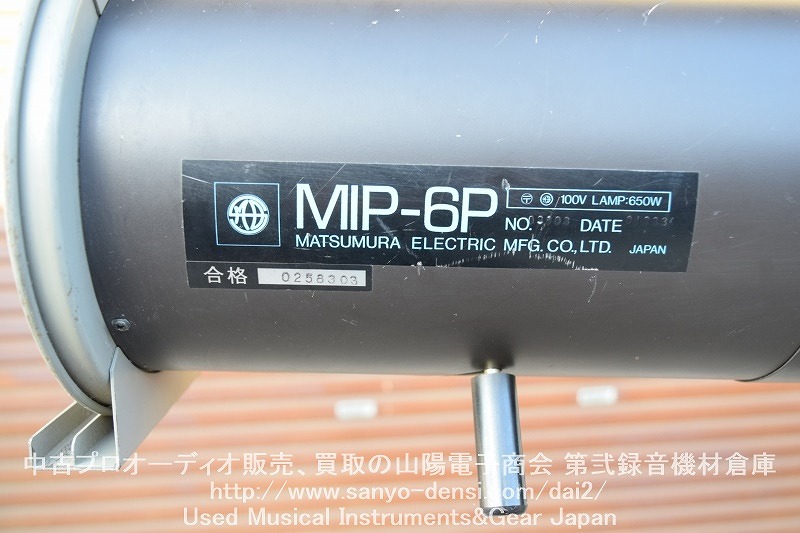 MIP-6P
100V LAMP:650W
NO. DATE
MATSUMURA ELECTRIC MFG.CO.,LTD. JAPAN
合格 0258303
中古プロオーディオ販売、買取の山陽電子商会 第弐録音機材倉庫
http://www.sanyo-densi.com/dai2/
Used Musical Instruments&Gear Japan